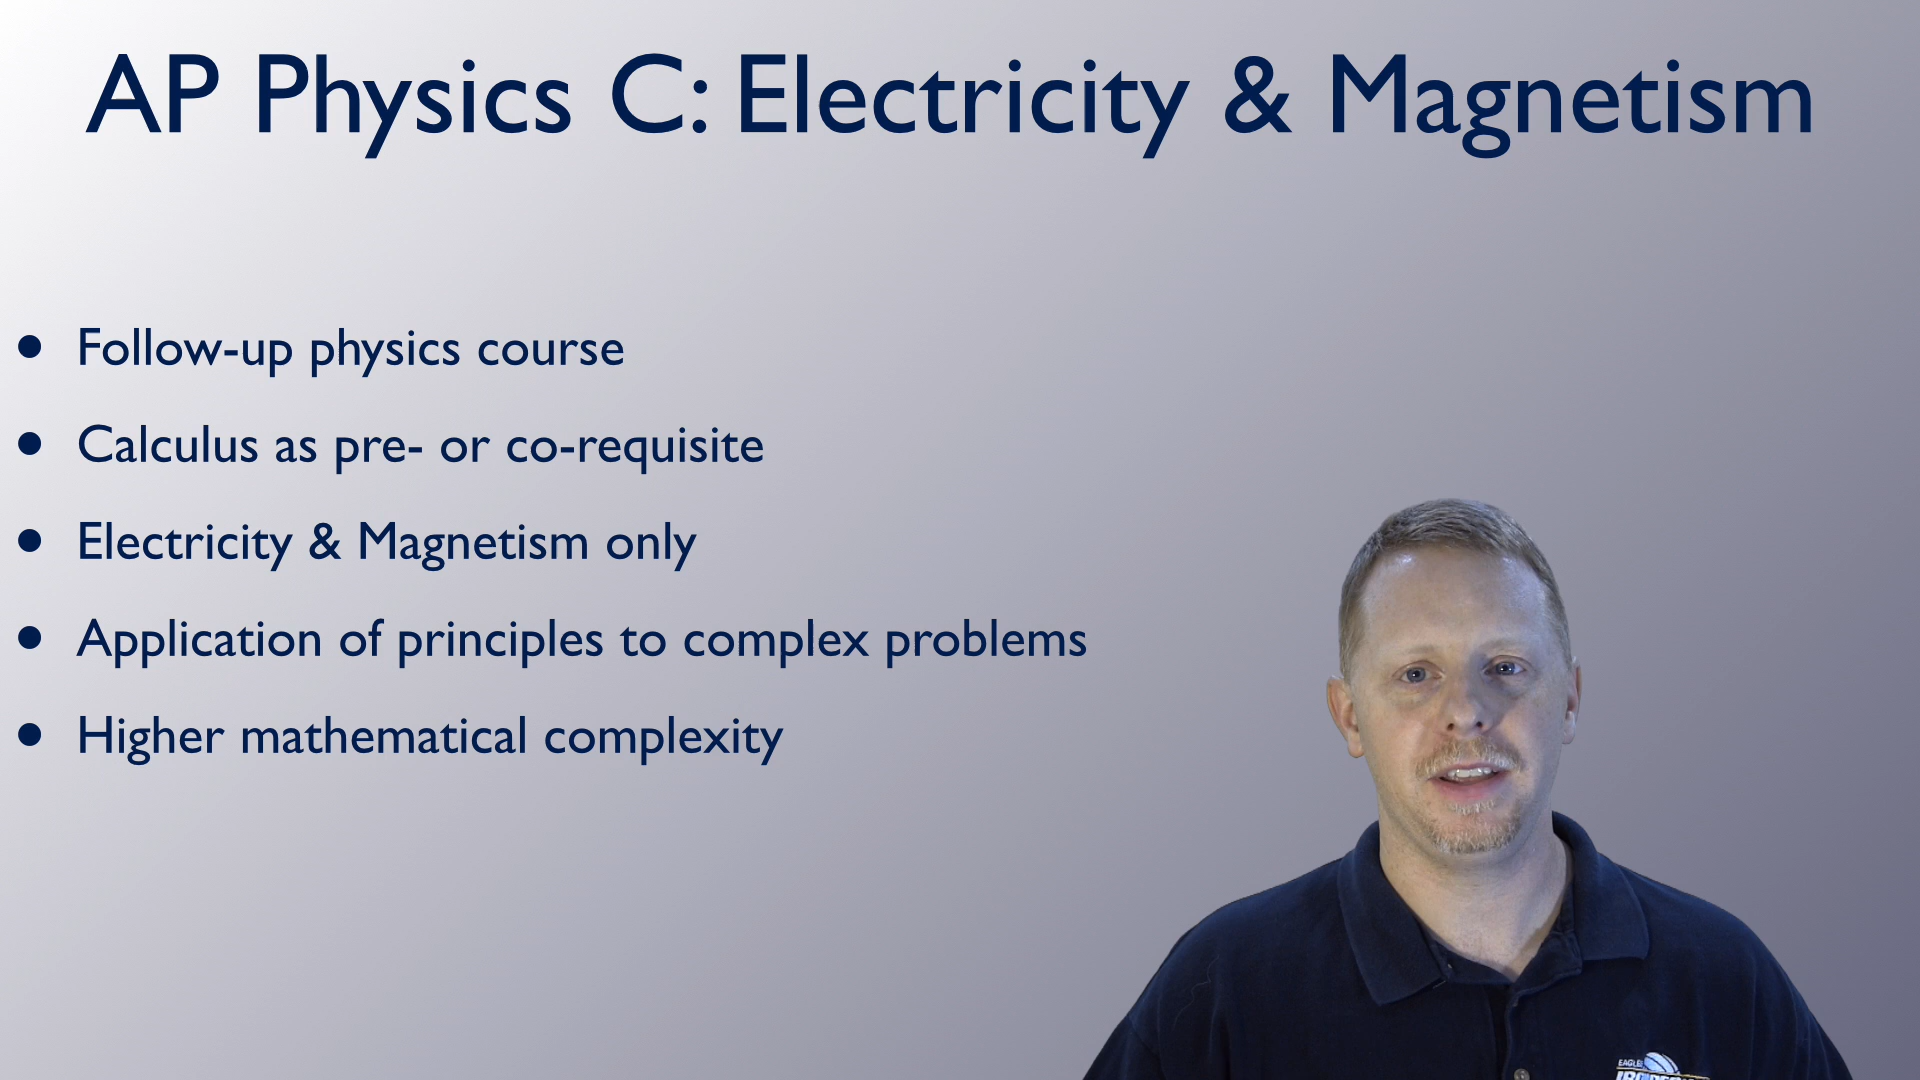 AP Physics C: Electricity & Magnetism
• Follow-up physics course
• Calculus as pre- or co-requisite
• Electricity & Magnetism only
• Application of principles to complex problems
• Higher mathematical complexity
EAGLES